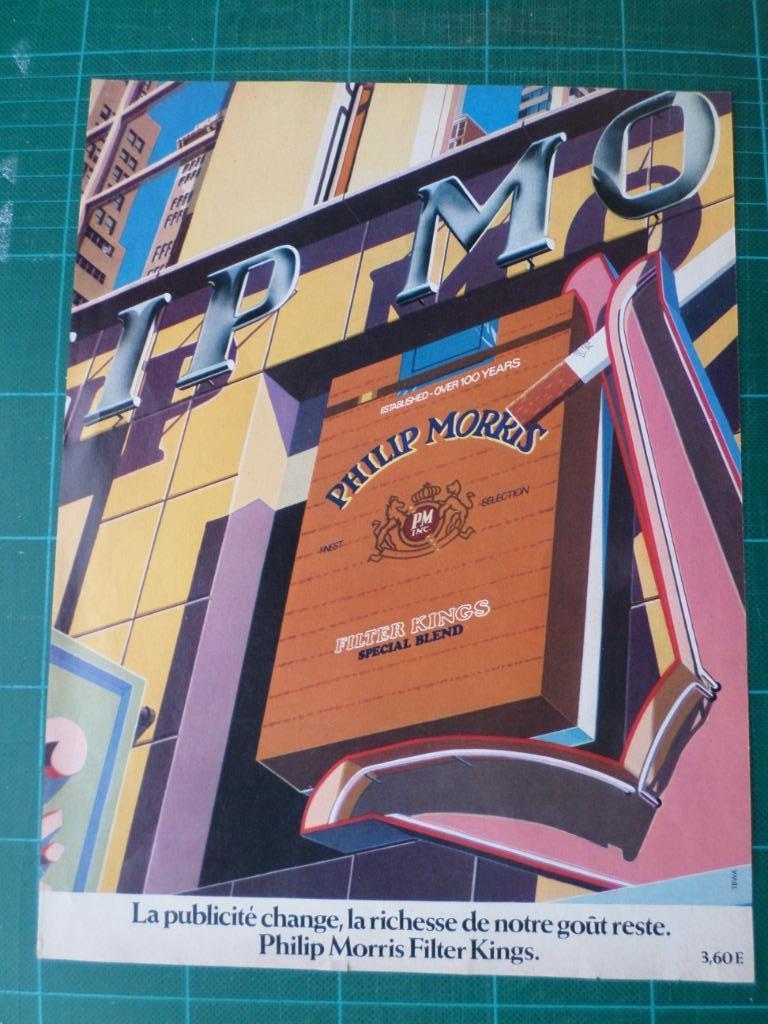 IP MO
ESTABLISHED - OVER 100 YEARS
PHILIP MORRIS
FINEST
SELECTION
PM
INC.
FILTER KINGS
SPECIAL BLEND
TBWA
La publicité change, la richesse de notre goût reste.
Philip Morris Filter Kings.
3,60 F